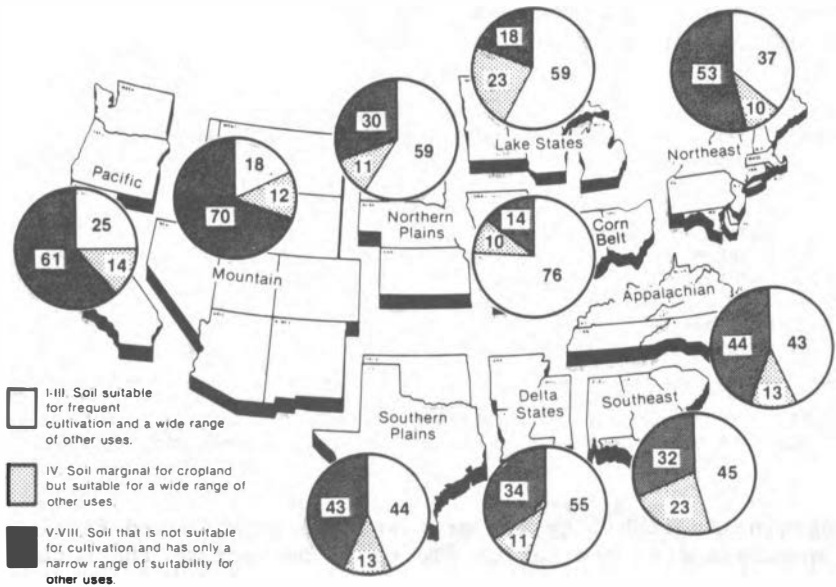 18
23
59
53
37
10
Lake States
Northeast
30
11
59
Pacific
18
12
70
Northern
Plains
14
10
76
Corn
Belt
25
61
14
Mountain
Appalachian
44
43
13
I-III. Soil suitable
for frequent
cultivation and a wide range
of other uses.
Southern
Plains
Delta
States
Southeast
IV. Soil marginal for cropland
but suitable for a wide range of
other uses.
43
44
13
34
55
11
32
45
23
V-VIII. Soil that is not suitable
for cultivation and has only a
narrow range of suitability for
other uses.